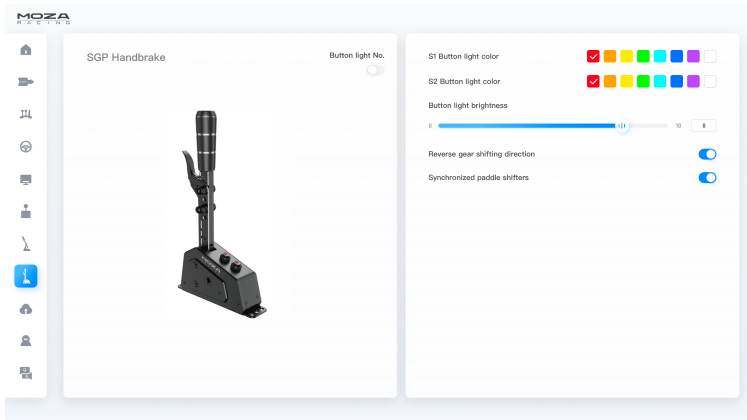 MOZA
RACING
SGP Handbrake
Button light No.
S1 Button light color
S2 Button light color
Button light brightness
0
10
8
Reverse gear shifting direction
Synchronized paddle shifters
MOZA